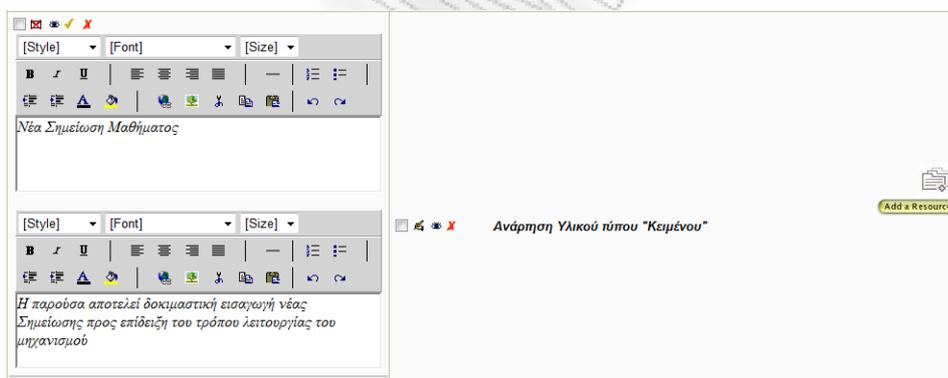 [Style] [Font] [Size]
B I U
A
Νέα Σημείωση Μαθήματος
[Style] [Font] [Size]
B I U
A
Η παρούσα αποτελεί δοκιμαστική εισαγωγή νέας
Σημείωσης προς επίδειξη του τρόπου λειτουργίας του
μηχανισμού
Ανάρτηση Υλικού τύπου "Κειμένου"
Add a Resource